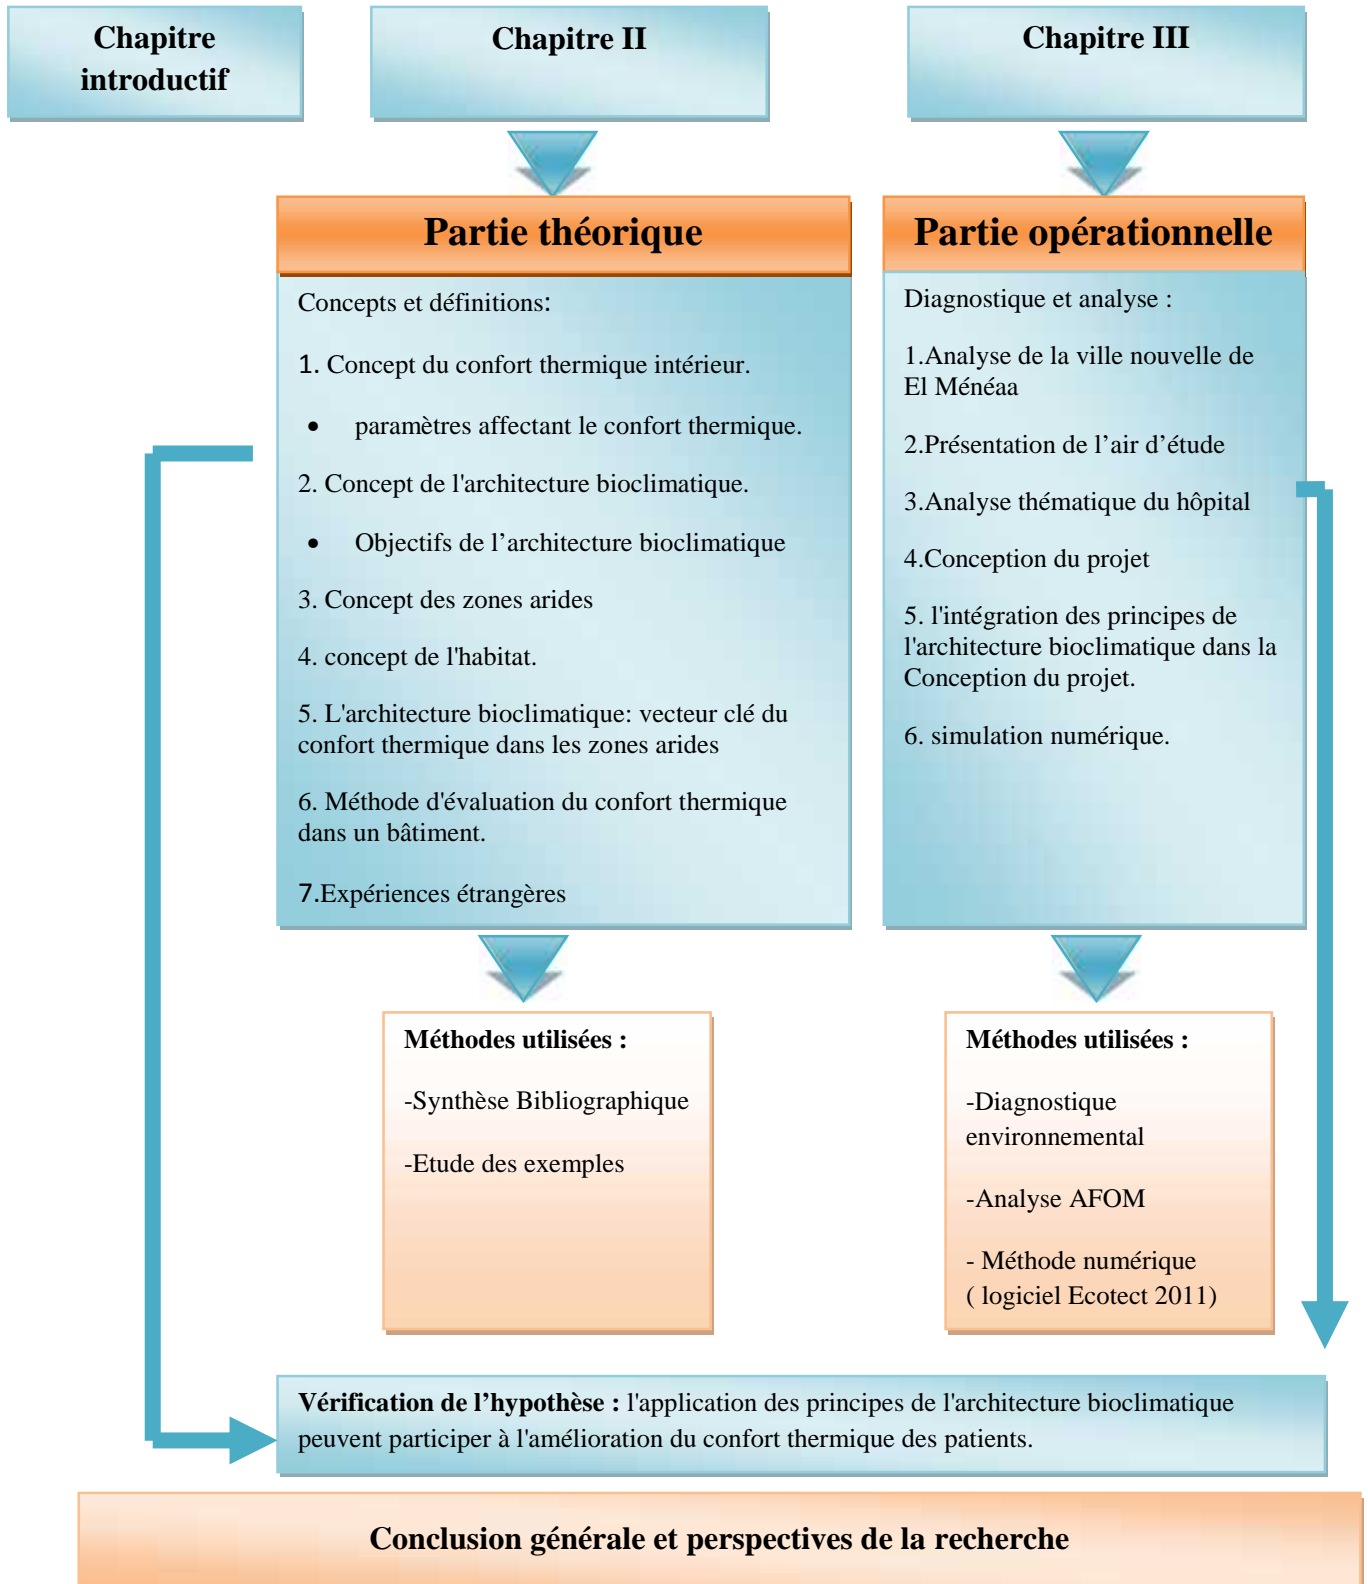 Chapitre
introductif
Chapitre II
Chapitre III
Partie théorique
Concepts et définitions:
1. Concept du confort thermique intérieur.
• paramètres affectant le confort thermique.
2. Concept de l'architecture bioclimatique.
• Objectifs de l’architecture bioclimatique
3. Concept des zones arides
4. concept de l'habitat.
5. L'architecture bioclimatique: vecteur clé du
confort thermique dans les zones arides
6. Méthode d'évaluation du confort thermique
dans un bâtiment.
7.Expériences étrangères
Partie opérationnelle
Diagnostique et analyse :
1.Analyse de la ville nouvelle de
El Ménéaa
2.Présentation de l’air d’étude
3.Analyse thématique du hôpital
4.Conception du projet
5. l'intégration des principes de
l'architecture bioclimatique dans la
Conception du projet.
6. simulation numérique.
Méthodes utilisées :
-Synthèse Bibliographique
-Etude des exemples
Méthodes utilisées :
-Diagnostique
environnemental
-Analyse AFOM
- Méthode numérique
( logiciel Ecotect 2011)
Vérification de l’hypothèse : l'application des principes de l'architecture bioclimatique
peuvent participer à l'amélioration du confort thermique des patients.
Conclusion générale et perspectives de la recherche